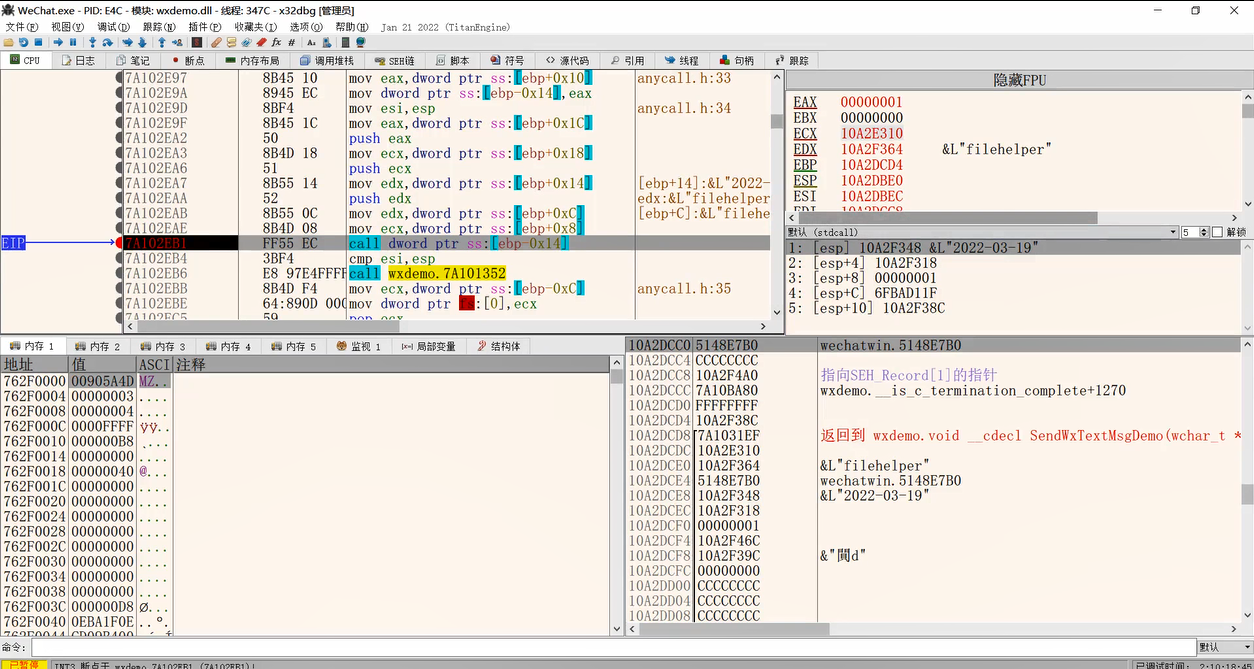 WeChat.exe - PID: E4C - 模块: wxdemo.dll - 线程: 347C - x32dbg [管理员]
文件(F) 视图(V) 调试(D) 跟踪(N) 插件(P) 收藏夹(I) 选项(O) 帮助(H) Jan 21 2022 (TitanEngine)
CPU 日志 笔记 断点 内存布局 调用堆栈 SEH链 脚本 符号 源代码 引用 线程 句柄 跟踪
7A102E97 8B45 10 mov eax,dword ptr ss:[ebp+0x10] anycall.h:33
7A102E9A 8945 EC mov dword ptr ss:[ebp-0x14],eax
7A102E9D 8BF4 mov esi,esp anycall.h:34
7A102E9F 8B45 1C mov eax,dword ptr ss:[ebp+0x1C]
7A102EA2 50 push eax
7A102EA3 8B4D 18 mov ecx,dword ptr ss:[ebp+0x18]
7A102EA6 51 push ecx
7A102EA7 8B55 14 mov edx,dword ptr ss:[ebp+0x14] [ebp+14]:&L"2022-
7A102EAA 52 push edx edx:&L"filehelper
7A102EAB 8B55 0C mov edx,dword ptr ss:[ebp+0xC] [ebp+C]:&L"filehe
7A102EAE 8B4D 08 mov ecx,dword ptr ss:[ebp+0x8]
EIP 7A102EB1 FF55 EC call dword ptr ss:[ebp-0x14]
7A102EB4 3BF4 cmp esi,esp
7A102EB6 E8 97E4FFFF call wxdemo.7A101352
7A102EBB 8B4D F4 mov ecx,dword ptr ss:[ebp-0xC] anycall.h:35
7A102EBE 64:890D 000 mov dword ptr fs:[0],ecx
7A102EC5 59 pop ecx
隐藏FPU
EAX 00000001
EBX 00000000
ECX 10A2E310
EDX 10A2F364 &L"filehelper"
EBP 10A2DCD4
ESP 10A2DBE0
ESI 10A2DBEC
EDI 10A2DCC8
默认 (stdcall) 5 解锁
1: [esp] 10A2F348 &L"2022-03-19"
2: [esp+4] 10A2F318
3: [esp+8] 00000001
4: [esp+C] 6FBAD11F
5: [esp+10] 10A2F38C
内存 1 内存 2 内存 3 内存 4 内存 5 监视 1 局部变量 结构体
地址 值 ASCI 注释
762F0000 00905A4D MZ..
762F0004 00000003 ....
762F0008 00000004 ....
762F000C 0000FFFF ÿÿ..
762F0010 000000B8 ¸...
762F0014 00000000 ....
762F0018 00000040 @...
762F001C 00000000 ....
762F0020 00000000 ....
762F0024 00000000 ....
762F0028 00000000 ....
762F002C 00000000 ....
762F0030 00000000 ....
762F0034 00000000 ....
762F0038 00000000 ....
762F003C 000000D8 Ø...
762F0040 0EBA1F0E ..º.
762F0044 CD09B400
10A2DCC0 5148E7B0 wechatwin.5148E7B0
10A2DCC4 CCCCCCCC
10A2DCC8 10A2F4A0 指向SEH_Record[1]的指针
10A2DCCC 7A10BA80 wxdemo.__is_c_termination_complete+1270
10A2DCD0 FFFFFFFF
10A2DCD4 10A2F38C
10A2DCD8 7A1031EF 返回到 wxdemo.void __cdecl SendWxTextMsgDemo(wchar_t *
10A2DCDC 10A2E310
10A2DCE0 10A2F364 &L"filehelper"
10A2DCE4 5148E7B0 wechatwin.5148E7B0
10A2DCE8 10A2F348 &L"2022-03-19"
10A2DCEC 10A2F318
10A2DCF0 00000001
10A2DCF4 10A2F46C
10A2DCF8 10A2F39C &"閴d"
10A2DCFC 00000000
10A2DD00 CCCCCCCC
10A2DD04 CCCCCCCC
10A2DD08 CCCCCCCC
命令: 默认
已暂停 INT3 断点于 wxdemo.7A102EB1 (7A102EB1)! 已调试时间: 2:10:18:45